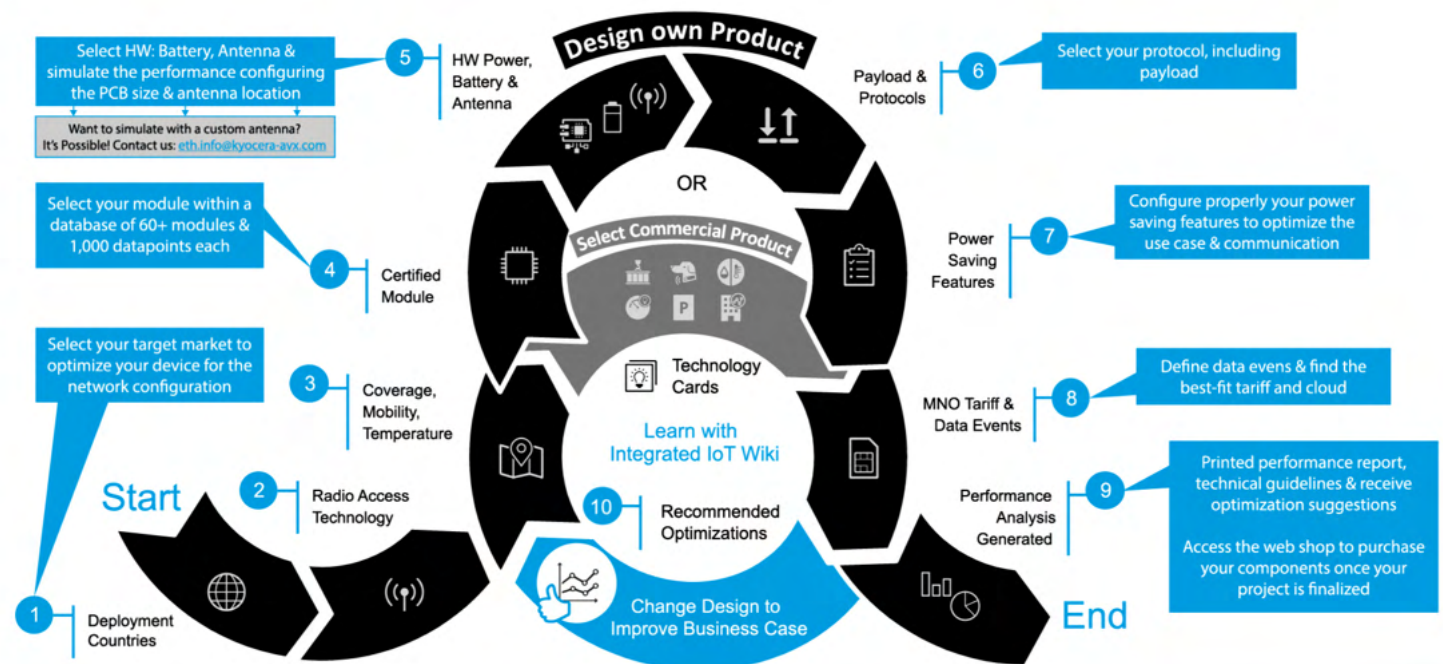 Design own Product
Select HW: Battery, Antenna &
simulate the performance configuring
the PCB size & antenna location
Want to simulate with a custom antenna?
It's Possible! Contact us: eth.info@kyocera-avx.com
5
HW Power,
Battery &
Antenna
Payload &
Protocols
6
Select your protocol, including
payload
OR
Select Commercial Product
P
Select your module within a
database of 60+ modules &
1,000 datapoints each
4
Certified
Module
Power
Saving
Features
7
Configure properly your power
saving features to optimize the
use case & communication
Select your target market to
optimize your device for the
network configuration
3
Coverage,
Mobility,
Temperature
Technology
Cards
Learn with
Integrated IoT Wiki
MNO Tariff &
Data Events
8
Define data evens & find the
best-fit tariff and cloud
Start
2
Radio Access
Technology
10
Recommended
Optimizations
Performance
Analysis
Generated
9
Printed performance report,
technical guidelines & receive
optimization suggestions
Access the web shop to purchase
your components once your
project is finalized
1
Deployment
Countries
Change Design to
Improve Business Case
End